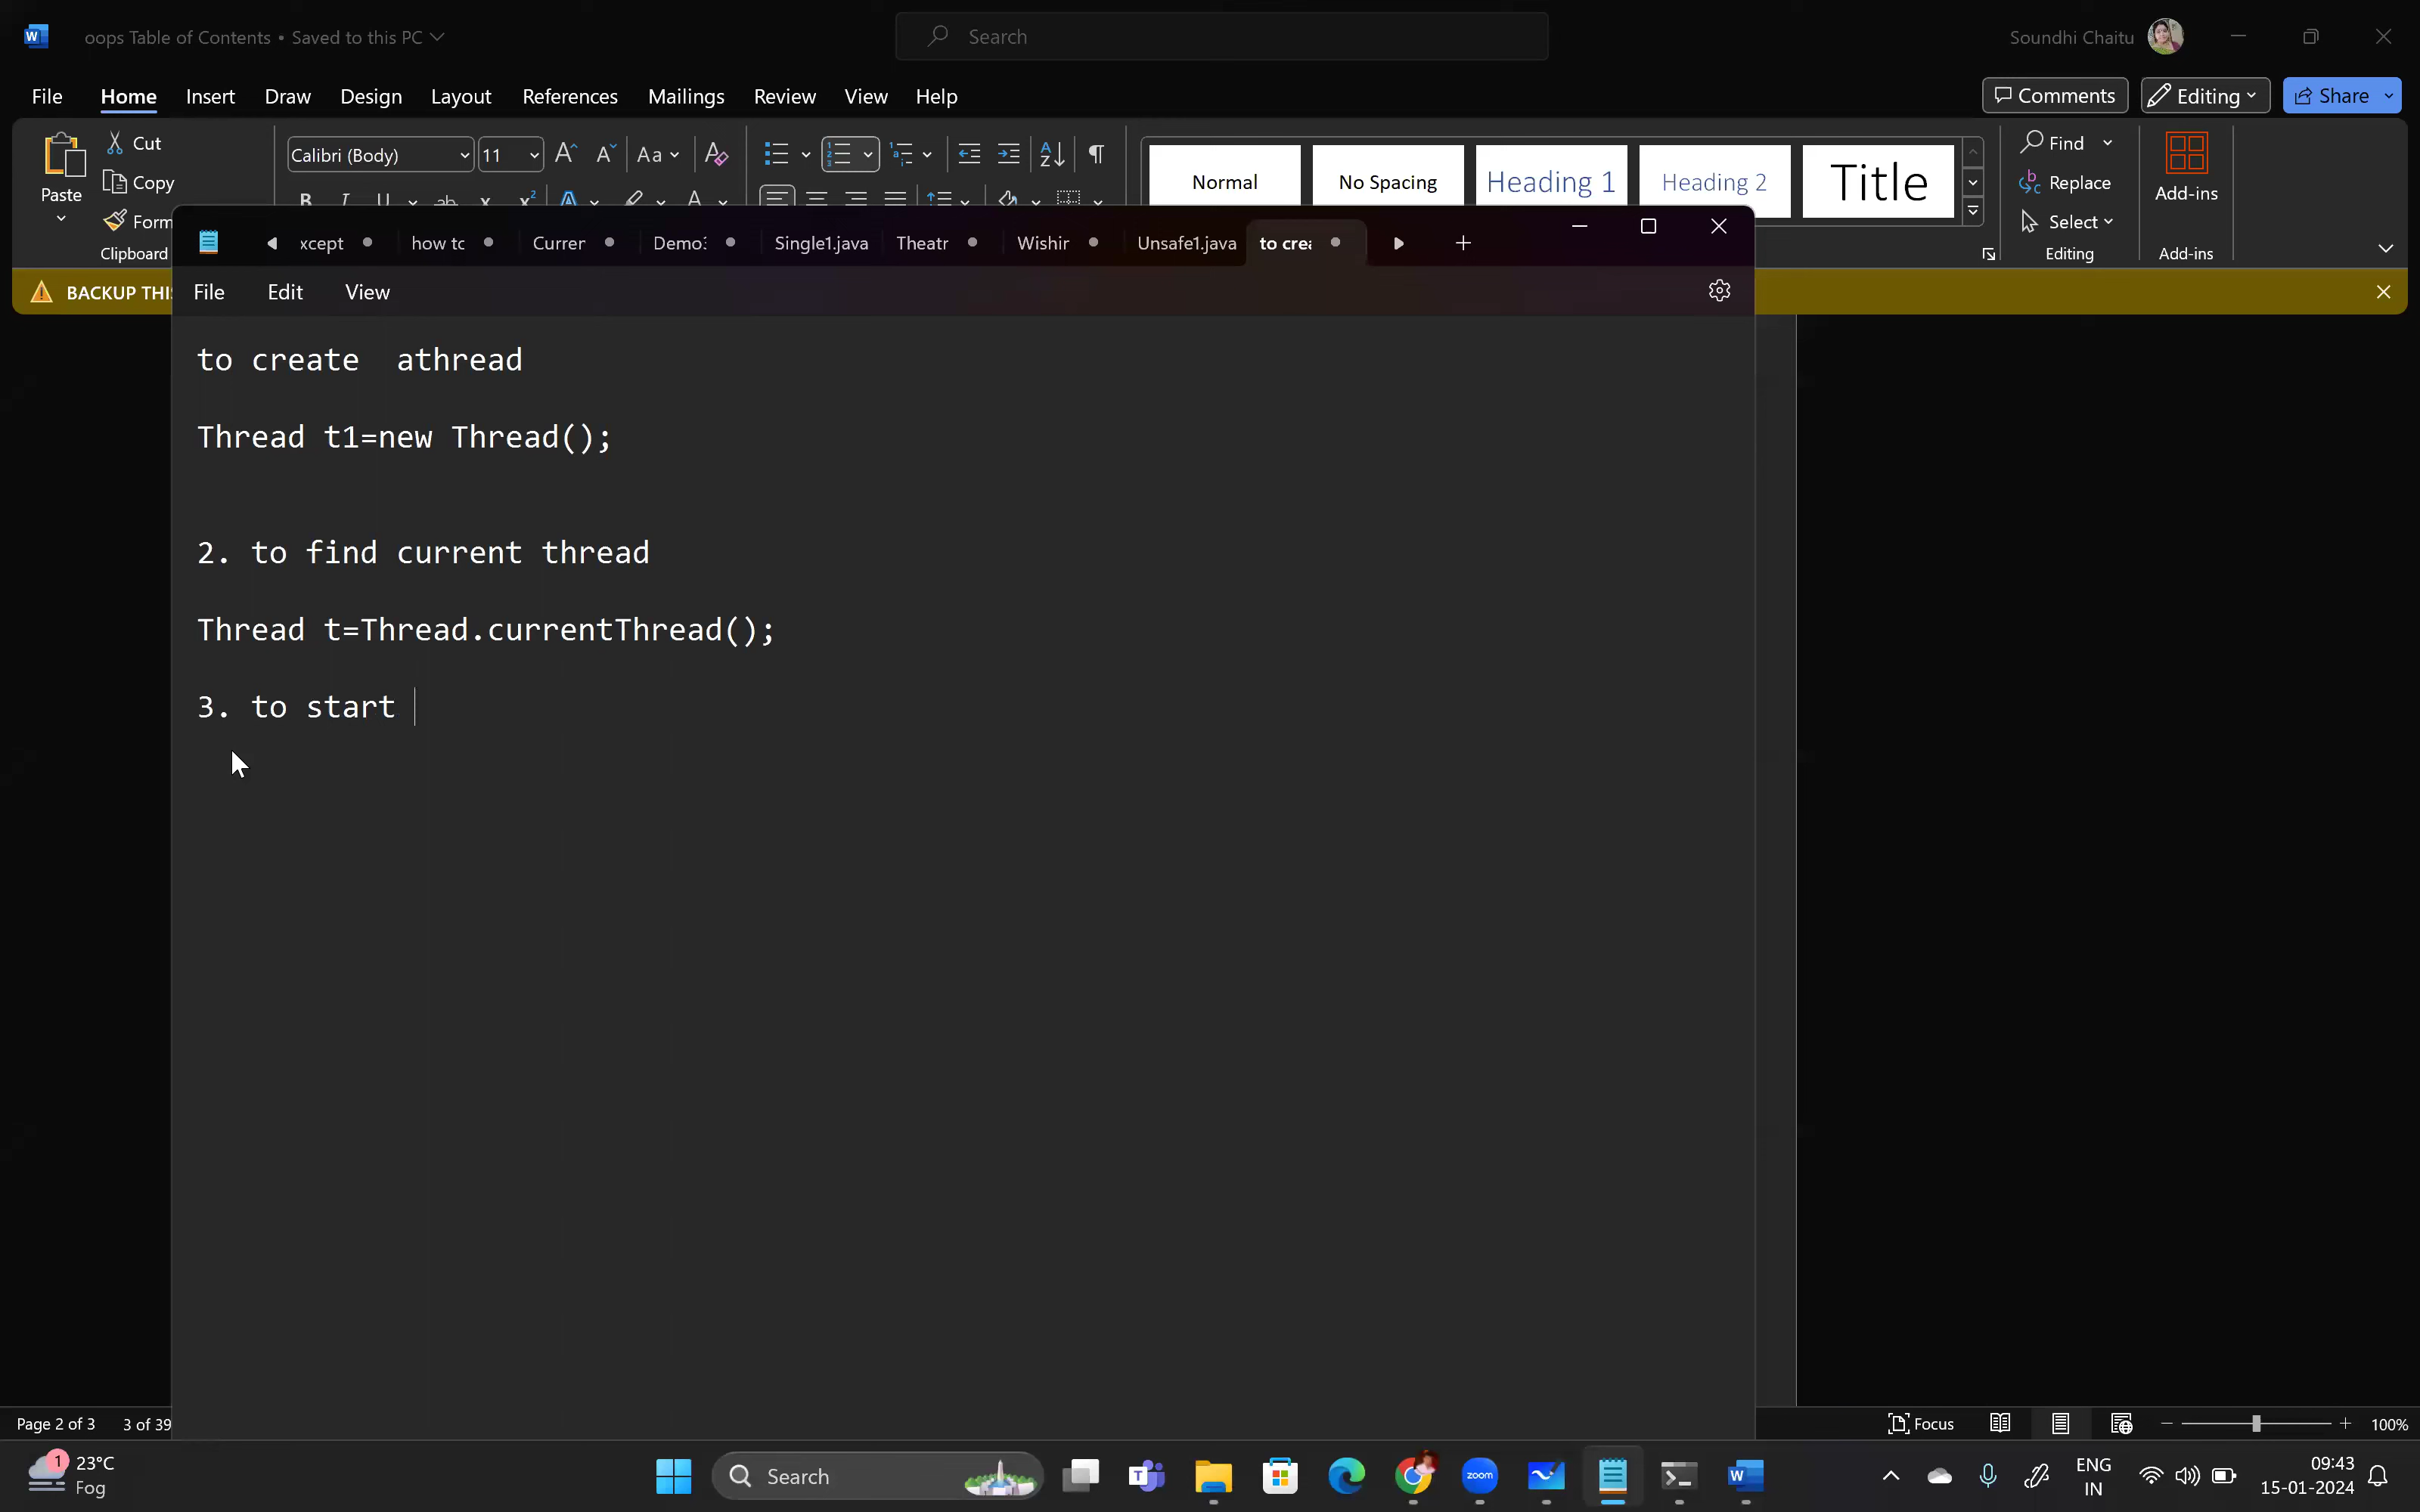 oops Table of Contents • Saved to this PC
Search
Soundhi Chaitu
File Home Insert Draw Design Layout References Mailings Review View Help
Comments Editing Share
Paste
Cut
Copy
Form
Clipboard
Calibri (Body) 11
Normal No Spacing Heading 1 Heading 2 Title
Find
Replace
Select
Editing
Add-ins
Add-ins
BACKUP THI
xcept how to Currer Single1.java Theatr Wishir Unsafe1.java to crea
File Edit View
to create  athread
Thread t1=new Thread();
2. to find current thread
Thread t=Thread.currentThread();
3. to start
Page 2 of 3 3 of 39
Focus
100%
1
23°C
Fog
Search
zoom
ENG
IN
09:43
15-01-2024